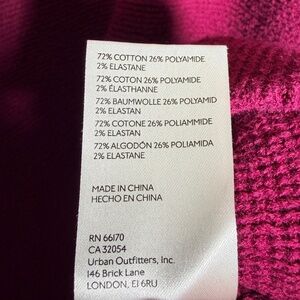 72% COTTON 26% POLYAMIDE
2% ELASTANE
72% COTON 26% POLYAMIDE
2% ÉLASTHANNE
72% BAUMWOLLE 26% POLYAMID
2% ELASTAN
72% COTONE 26% POLIAMMIDE
2% ELASTAN
72% ALGODÓN 26% POLIAMIDA
2% ELASTANE
MADE IN CHINA
HECHO EN CHINA
RN 66170
CA 32054
Urban Outfitters, Inc.
146 Brick Lane
LONDON, E1 6RU